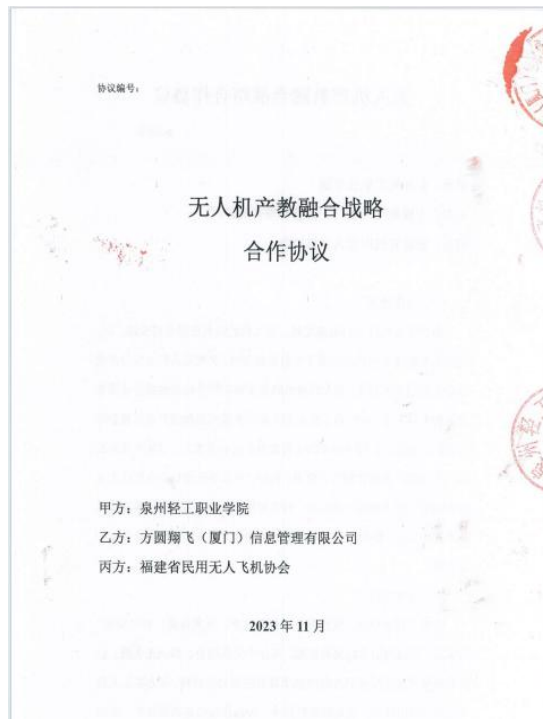 协议编号：
无人机产教融合战略
合作协议
甲方：泉州轻工职业学院
乙方：方圆翔飞（厦门）信息管理有限公司
丙方：福建省民用无人飞机协会
2023 年 11 月